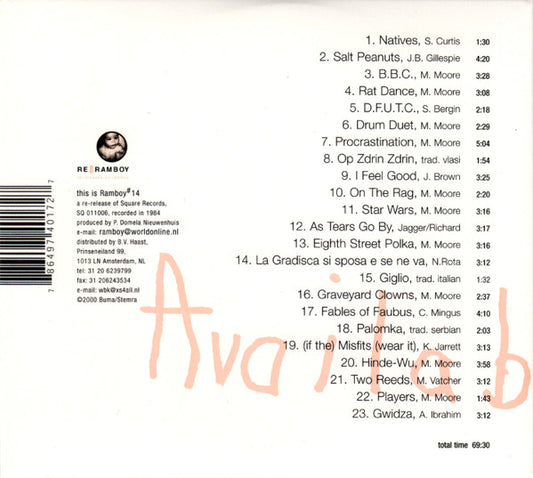 1. Natives, S. Curtis 1:30
2. Salt Peanuts, J.B. Gillespie 4:20
3. B.B.C., M. Moore 3:28
4. Rat Dance, M. Moore 3:08
5. D.F.U.T.C., S. Bergin 2:18
6. Drum Duet, M. Moore 2:29
7. Procrastination, M. Moore 5:04
8. Op Zdrin Zdrin, trad. vlasi 1:54
9. I Feel Good, J. Brown 3:25
10. On The Rag, M. Moore 2:20
11. Star Wars, M. Moore 3:16
12. As Tears Go By, Jagger/Richard 3:17
13. Eighth Street Polka, M. Moore 3:11
14. La Gradisca si sposa e se ne va, N.Rota 3:16
15. Giglio, trad. italian 1:32
16. Graveyard Clowns, M. Moore 2:37
17. Fables of Faubus, C. Mingus 4:10
18. Palomka, trad. serbian 2:03
19. (if the) Misfits (wear it), K. Jarrett 3:13
20. Hinde-Wu, M. Moore 3:58
21. Two Reeds, M. Vatcher 3:12
22. Players, M. Moore 1:43
23. Gwidza, A. Ibrahim 3:12
total time 69:30
RE RAMBOY
this is Ramboy#14
a re-release of Square Records,
SQ 011006, recorded in 1984
produced by P. Domela Nieuwenhuis
e-mail: ramboy@worldonline.nl
distributed by B.V. Haast,
Prinseneiland 99,
1013 LN Amsterdam, NL
tel: 31 20 6239799
fax: 31 206243534
e-mail: wbk@xs4all.nl
©2000 Buma/Stemra
7 86497 40172 7
Availab